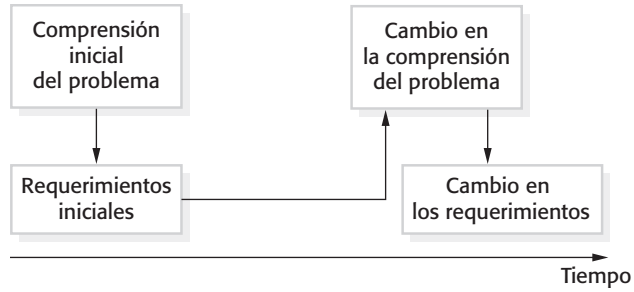 Comprensión
inicial
del problema
Cambio en
la comprensión
del problema
Requerimientos
iniciales
Cambio en
los requerimientos
Tiempo